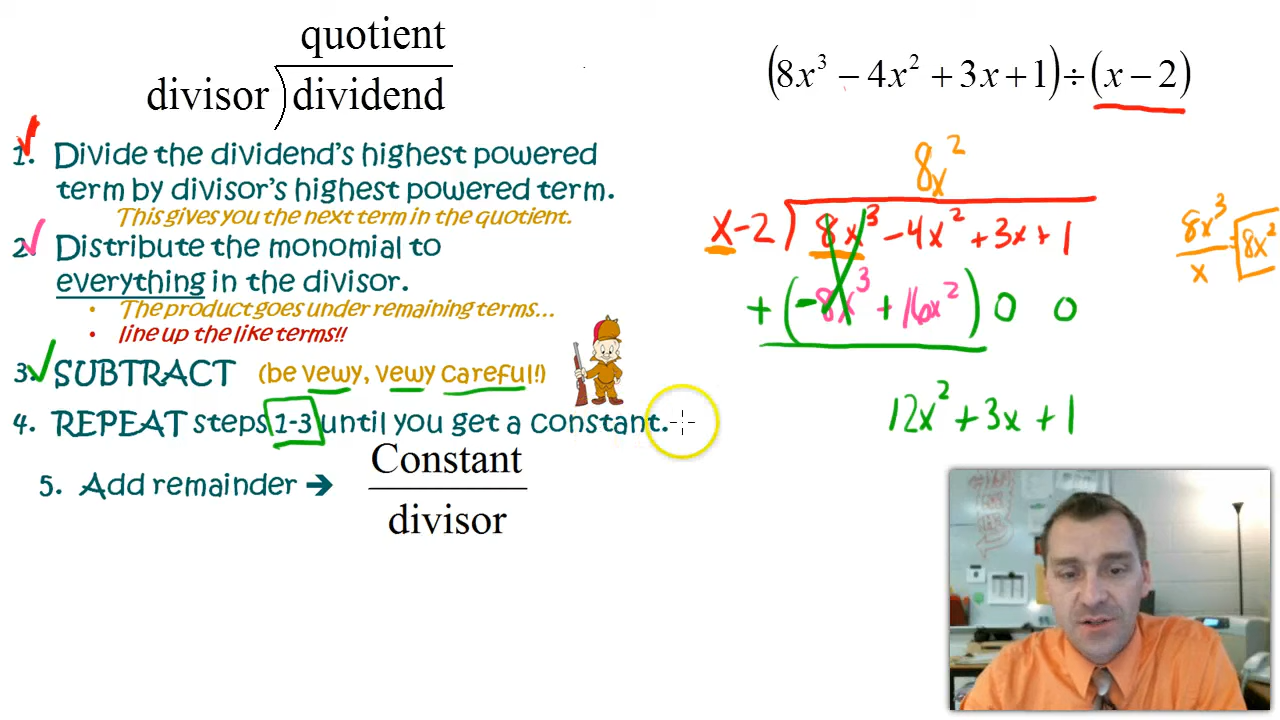 quotient
divisor dividend
1. Divide the dividend's highest powered
term by divisor's highest powered term.
This gives you the next term in the quotient.
2. Distribute the monomial to
everything in the divisor.
• The product goes under remaining terms...
• line up the like terms!!
3. SUBTRACT (be vewy, vewy careful!)
4. REPEAT steps 1-3 until you get a constant.
5. Add remainder → Constant
divisor
(8x³ − 4x² + 3x + 1) ÷ (x − 2)
8x²
x-2 8x³ - 4x² + 3x + 1
+ (-8x³ + 16x²) 0 0
12x² + 3x + 1
8x³
x
= 8x²